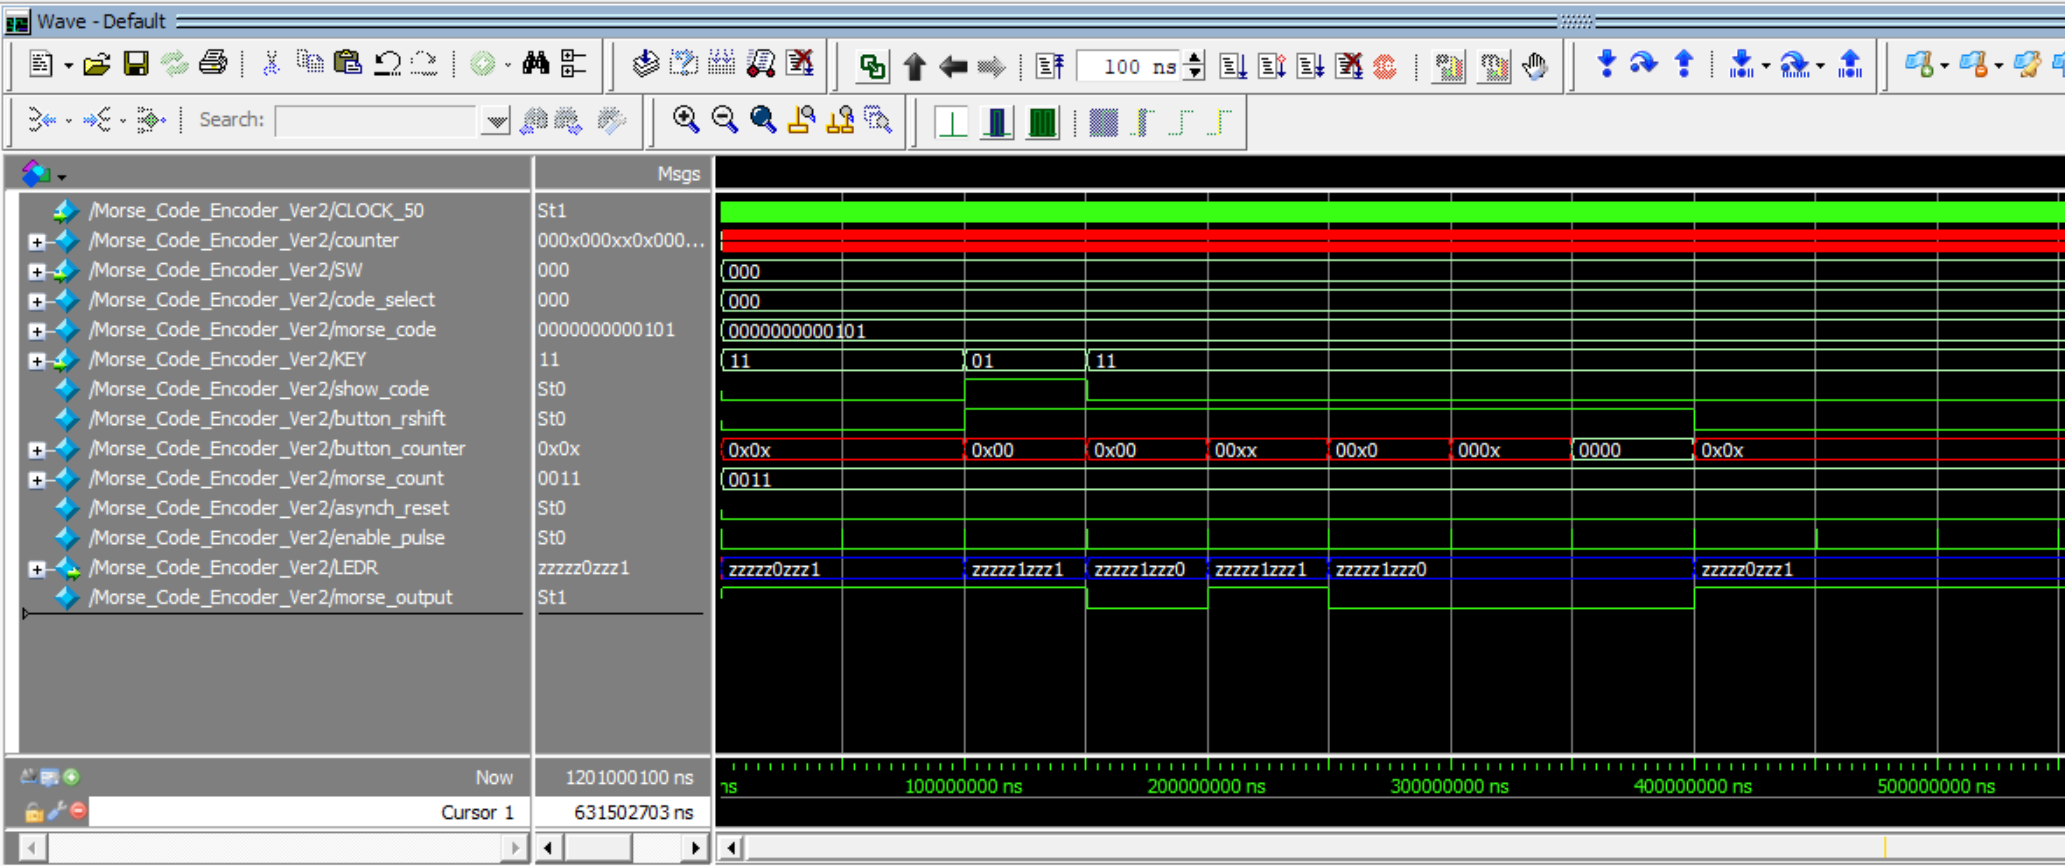 Wave - Default
100 ns
Search:
Msgs
/Morse_Code_Encoder_Ver2/CLOCK_50 St1
/Morse_Code_Encoder_Ver2/counter 000x000xx0x000...
/Morse_Code_Encoder_Ver2/SW 000 000
/Morse_Code_Encoder_Ver2/code_select 000 000
/Morse_Code_Encoder_Ver2/morse_code 0000000000101 0000000000101
/Morse_Code_Encoder_Ver2/KEY 11 11 01 11
/Morse_Code_Encoder_Ver2/show_code St0
/Morse_Code_Encoder_Ver2/button_rshift St0
/Morse_Code_Encoder_Ver2/button_counter 0x0x 0x0x 0x00 0x00 00xx 00x0 000x 0000 0x0x
/Morse_Code_Encoder_Ver2/morse_count 0011 0011
/Morse_Code_Encoder_Ver2/asynch_reset St0
/Morse_Code_Encoder_Ver2/enable_pulse St0
/Morse_Code_Encoder_Ver2/LEDR zzzzz0zzz1 zzzzz0zzz1 zzzzz1zzz1 zzzzz1zzz0 zzzzz1zzz1 zzzzz1zzz0 zzzzz0zzz1
/Morse_Code_Encoder_Ver2/morse_output St1
Now 1201000100 ns ns 100000000 ns 200000000 ns 300000000 ns 400000000 ns 500000000 ns
Cursor 1 631502703 ns